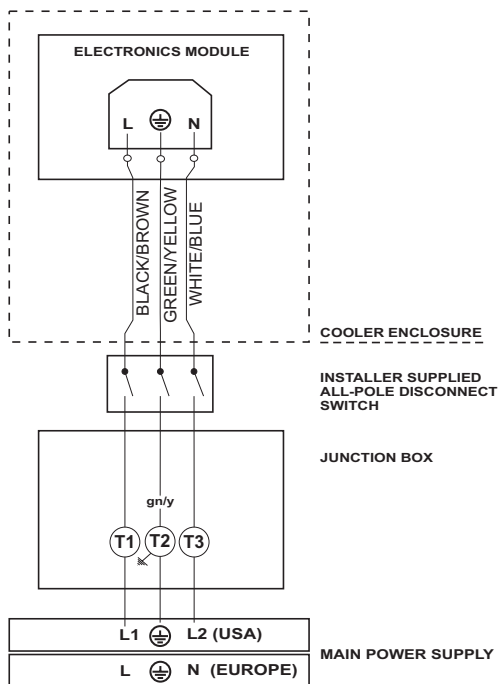 ELECTRONICS MODULE
L N
BLACK/BROWN
GREEN/YELLOW
WHITE/BLUE
COOLER ENCLOSURE
INSTALLER SUPPLIED
ALL-POLE DISCONNECT
SWITCH
JUNCTION BOX
gn/y
T1 T2 T3
L1 L2 (USA)
MAIN POWER SUPPLY
L N (EUROPE)